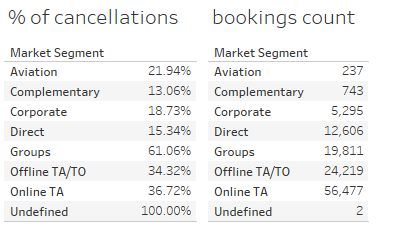 % of cancellations bookings count
Market Segment Market Segment
Aviation 21.94% Aviation 237
Complementary 13.06% Complementary 743
Corporate 18.73% Corporate 5,295
Direct 15.34% Direct 12,606
Groups 61.06% Groups 19,811
Offline TA/TO 34.32% Offline TA/TO 24,219
Online TA 36.72% Online TA 56,477
Undefined 100.00% Undefined 2